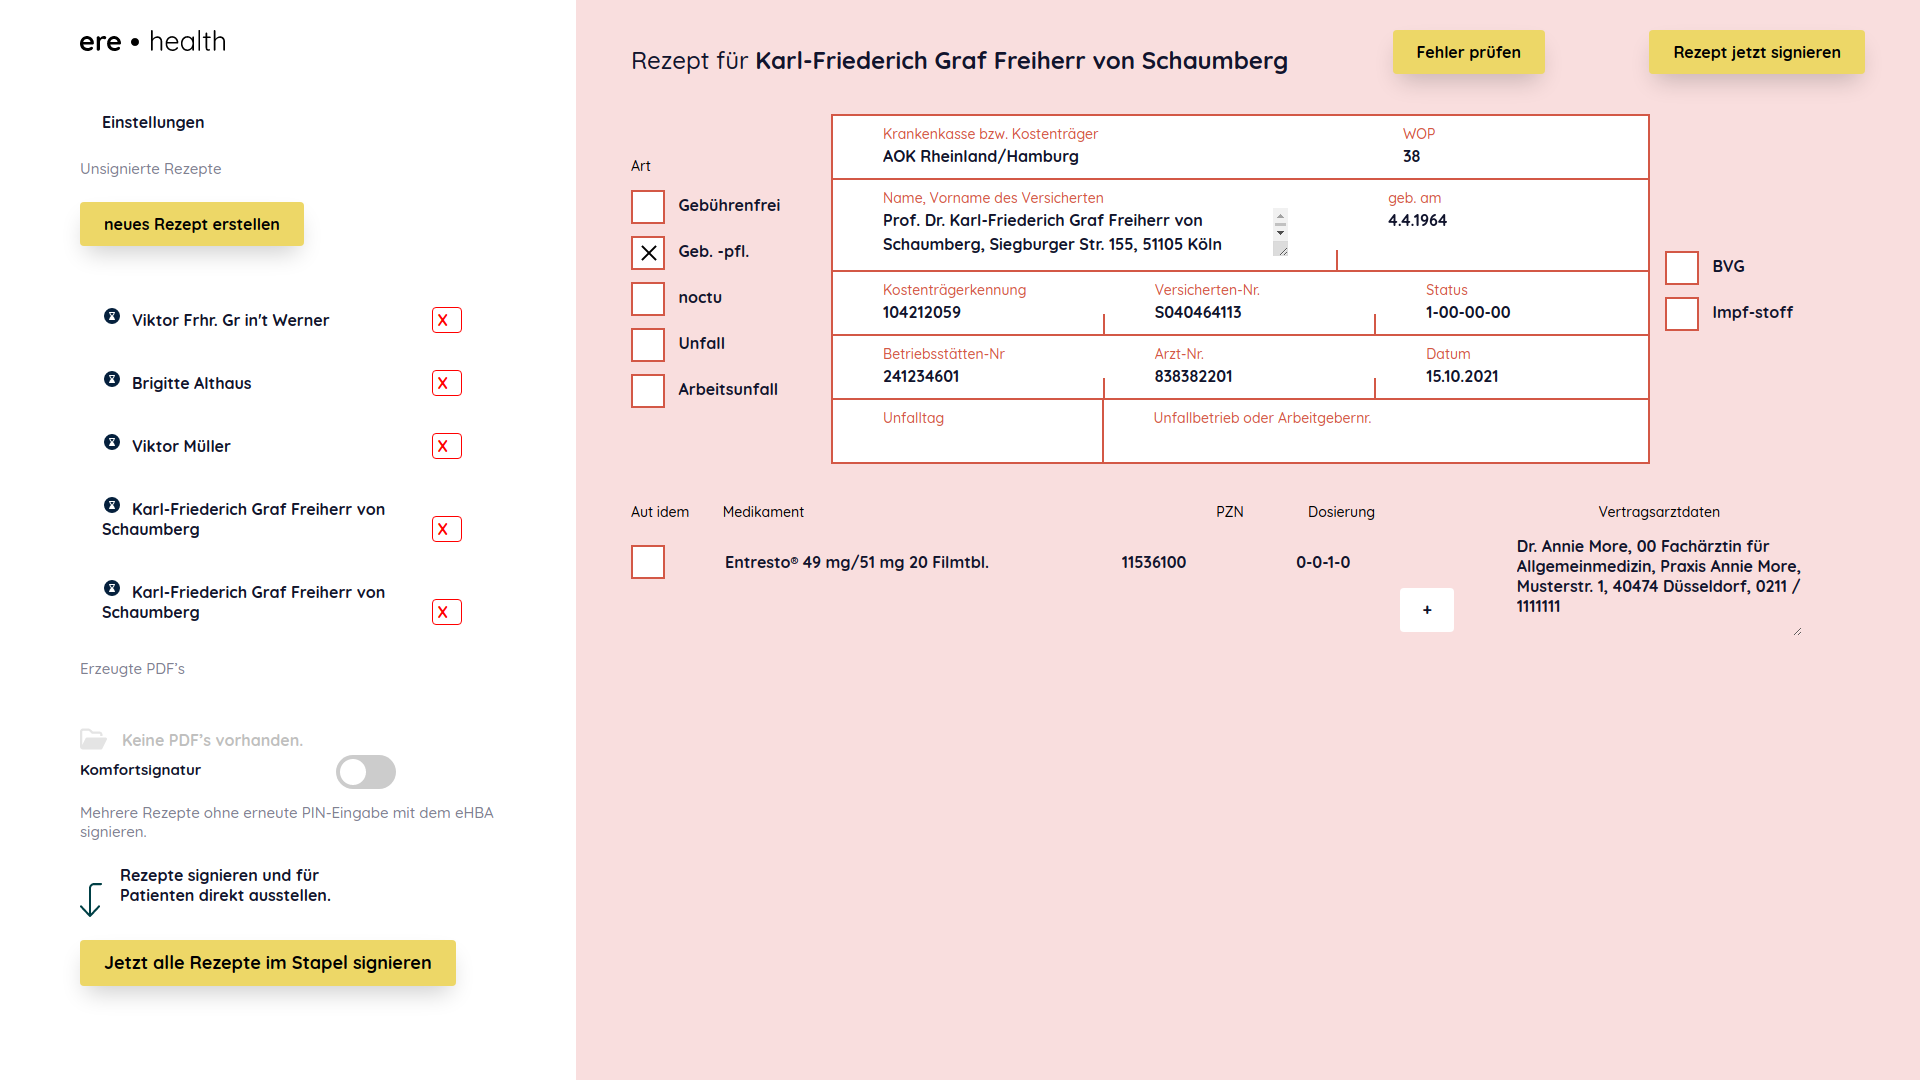 ere • health
Einstellungen
Unsignierte Rezepte
neues Rezept erstellen
Viktor Frhr. Gr in't Werner
X
Brigitte Althaus
X
Viktor Müller
X
Karl-Friederich Graf Freiherr von
Schaumberg
X
Karl-Friederich Graf Freiherr von
Schaumberg
X
Erzeugte PDF's
Keine PDF's vorhanden.
Komfortsignatur
Mehrere Rezepte ohne erneute PIN-Eingabe mit dem eHBA
signieren.
Rezepte signieren und für
Patienten direkt ausstellen.
Jetzt alle Rezepte im Stapel signieren
Rezept für Karl-Friederich Graf Freiherr von Schaumberg
Fehler prüfen
Rezept jetzt signieren
Art
Gebührenfrei
Geb. -pfl.
noctu
Unfall
Arbeitsunfall
Krankenkasse bzw. Kostenträger
WOP
AOK Rheinland/Hamburg
38
Name, Vorname des Versicherten
geb. am
Prof. Dr. Karl-Friederich Graf Freiherr von
4.4.1964
Schaumberg, Siegburger Str. 155, 51105 Köln
Kostenträgerkennung
Versicherten-Nr.
Status
104212059
S040464113
1-00-00-00
Betriebsstätten-Nr
Arzt-Nr.
Datum
241234601
838382201
15.10.2021
Unfalltag
Unfallbetrieb oder Arbeitgebernr.
BVG
Impf-stoff
Aut idem
Medikament
PZN
Dosierung
Vertragsarztdaten
Entresto® 49 mg/51 mg 20 Filmtbl.
11536100
0-0-1-0
+
Dr. Annie More, 00 Fachärztin für
Allgemeinmedizin, Praxis Annie More,
Musterstr. 1, 40474 Düsseldorf, 0211 /
1111111